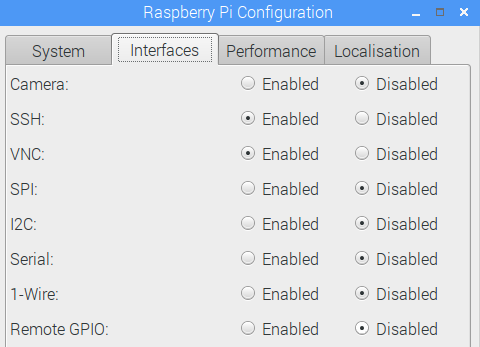 Raspberry Pi Configuration
System Interfaces Performance Localisation
Camera: Enabled Disabled
SSH: Enabled Disabled
VNC: Enabled Disabled
SPI: Enabled Disabled
I2C: Enabled Disabled
Serial: Enabled Disabled
1-Wire: Enabled Disabled
Remote GPIO: Enabled Disabled